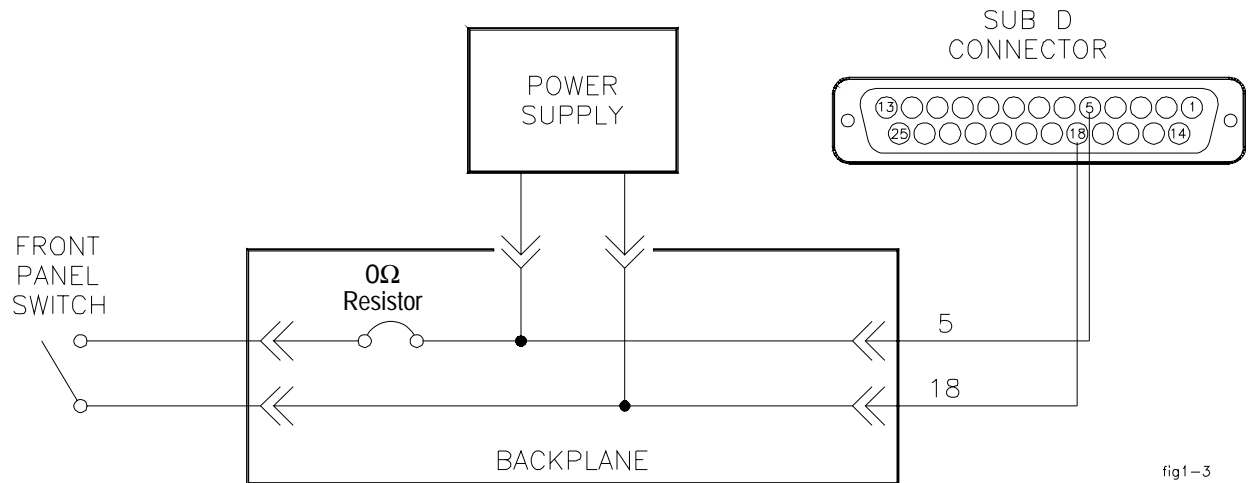 SUB D
CONNECTOR
POWER
SUPPLY
13
5
1
25
18
14
FRONT
PANEL
SWITCH
0Ω
Resistor
5
18
BACKPLANE
fig1-3